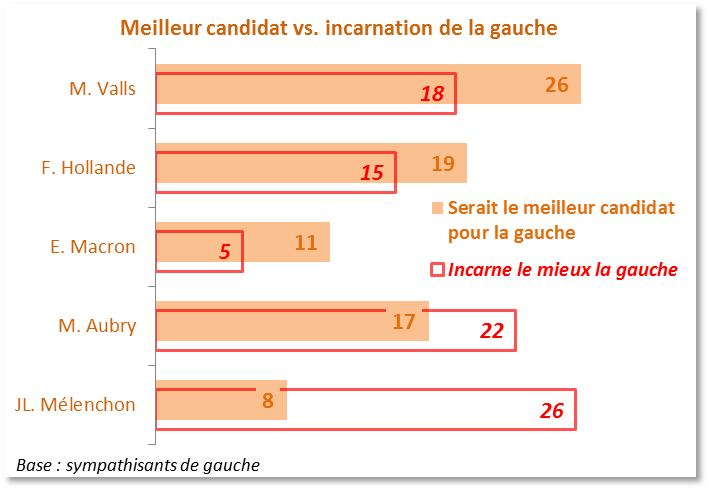 Meilleur candidat vs. incarnation de la gauche
M. Valls
26
18
F. Hollande
19
15
Serait le meilleur candidat
pour la gauche
E. Macron
11
5
Incarne le mieux la gauche
M. Aubry
17
22
JL. Mélenchon
8
26
Base : sympathisants de gauche